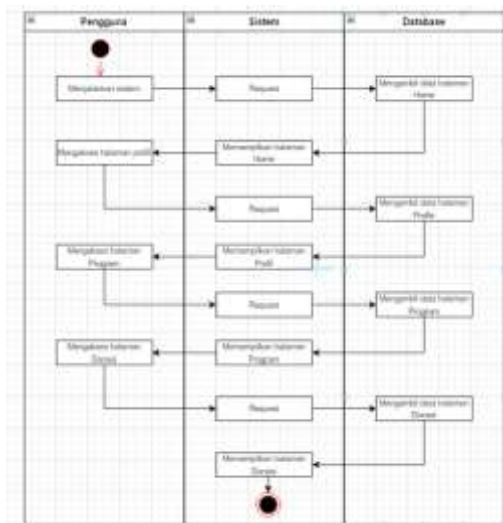 Pengguna
Sistem
Database
Menjalankan sistem
Request
Mengambil data halaman
Home
Mengakses halaman profil
Menampilkan halaman
Home
Request
Mengambil data halaman
Profile
Mengakses halaman
Program
Menampilkan halaman
Profil
Request
Mengambil data halaman
Program
Mengakses halaman
Donasi
Menampilkan halaman
Program
Request
Mengambil data halaman
Donasi
Menampilkan halaman
Donasi